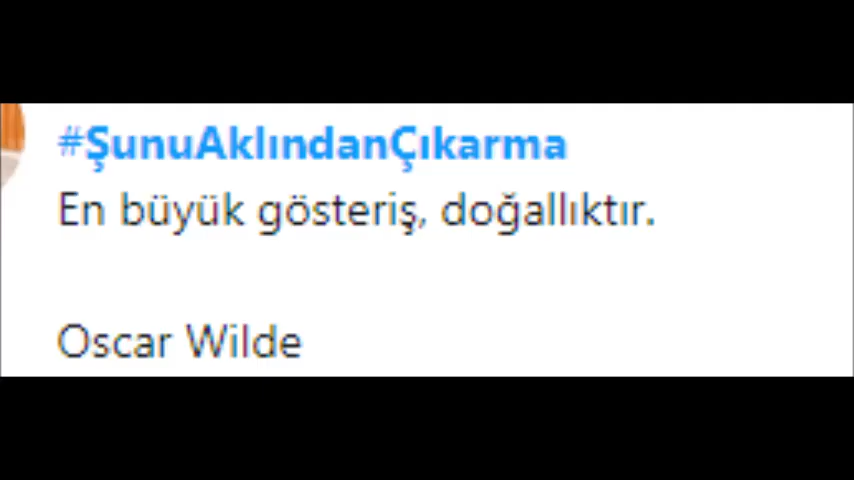 #ŞunuAklındanÇıkarma
En büyük gösteriş, doğallıktır.
Oscar Wilde